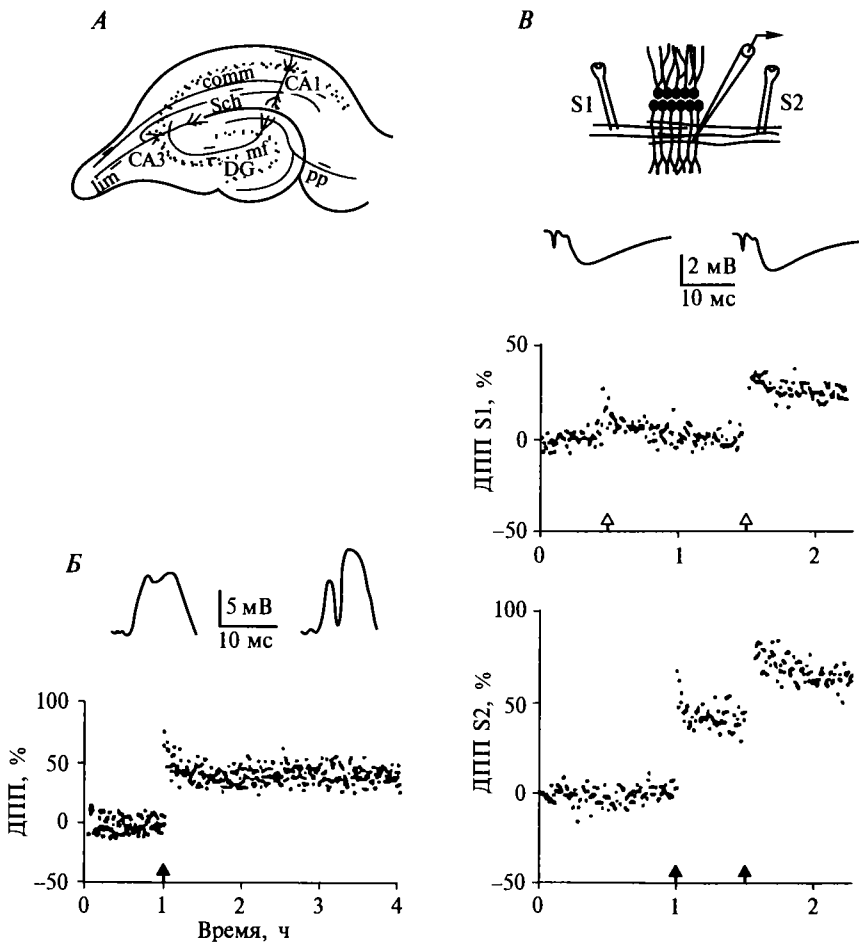 А
comm
CA1
Sch
CA3
mf
DG
lim
pp
Б
5 мВ
10 мс
ДПП, %
100
50
0
–50
0 1 2 3 4
Время, ч
В
S1
S2
2 мВ
10 мс
ДПП S1, %
50
0
–50
0 1 2
ДПП S2, %
100
50
0
–50
0 1 2